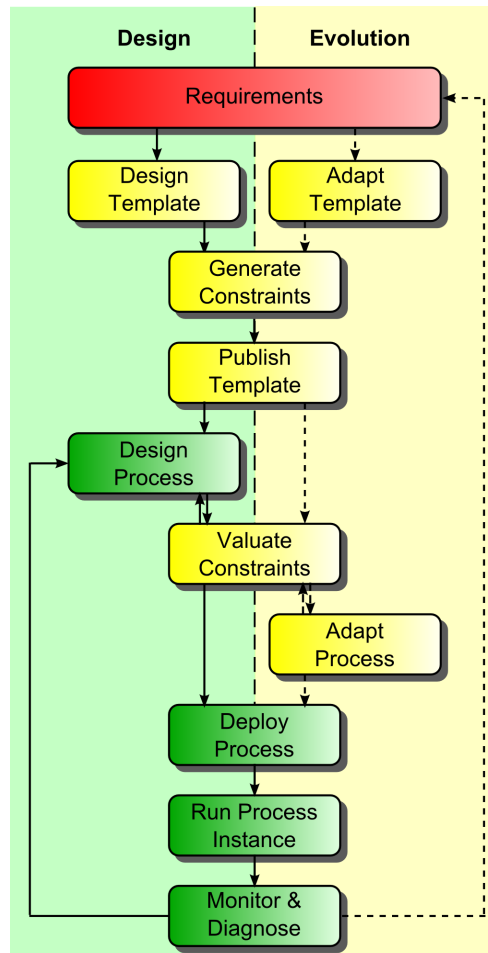 Design
Evolution
Requirements
Design
Template
Adapt
Template
Generate
Constraints
Publish
Template
Design
Process
Valuate
Constraints
Adapt
Process
Deploy
Process
Run Process
Instance
Monitor &
Diagnose